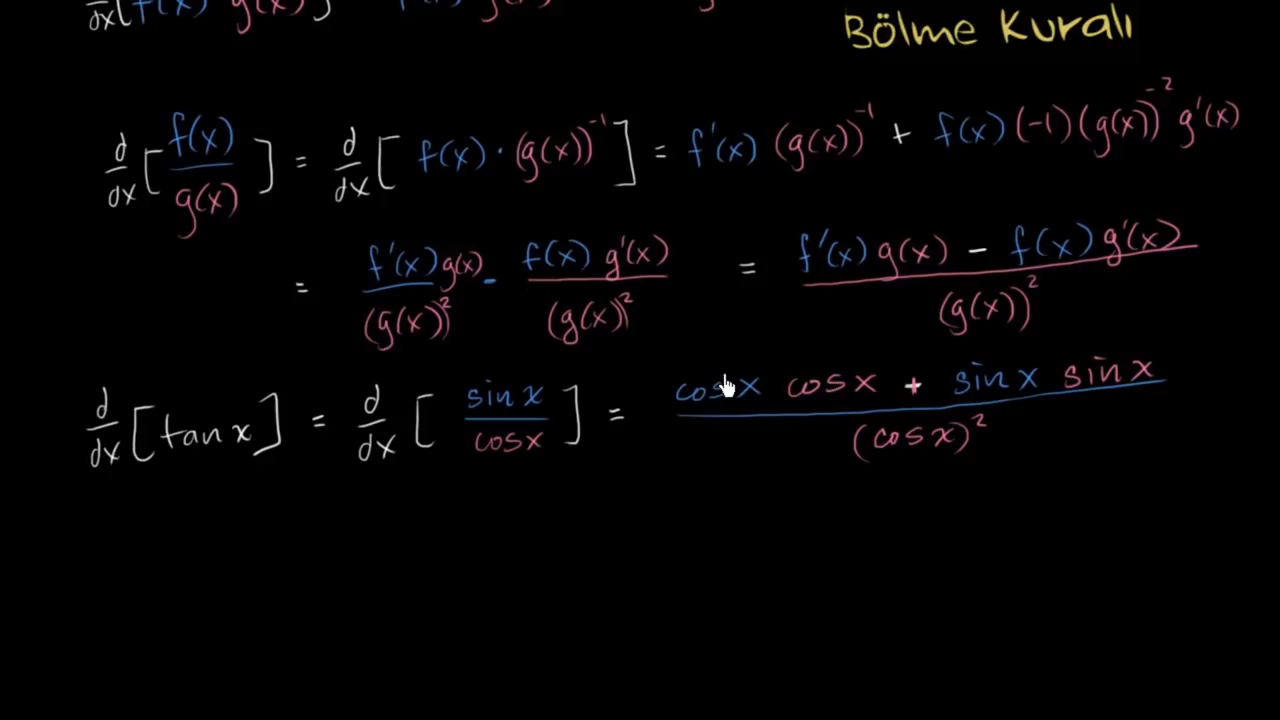 d/dx [ f(x) g(x) ] f'(x) g(x)
Bölme Kuralı
d/dx [ f(x)/g(x) ] = d/dx [ f(x) · (g(x))⁻¹ ] = f'(x) (g(x))⁻¹ + f(x) (-1) (g(x))⁻² g'(x)
= f'(x) g(x)/(g(x))² - f(x) g'(x)/(g(x))² = f'(x) g(x) - f(x) g'(x)/(g(x))²
d/dx [tan x] = d/dx [ sin x/cos x ] = cos x cos x + sin x sin x/(cos x)²